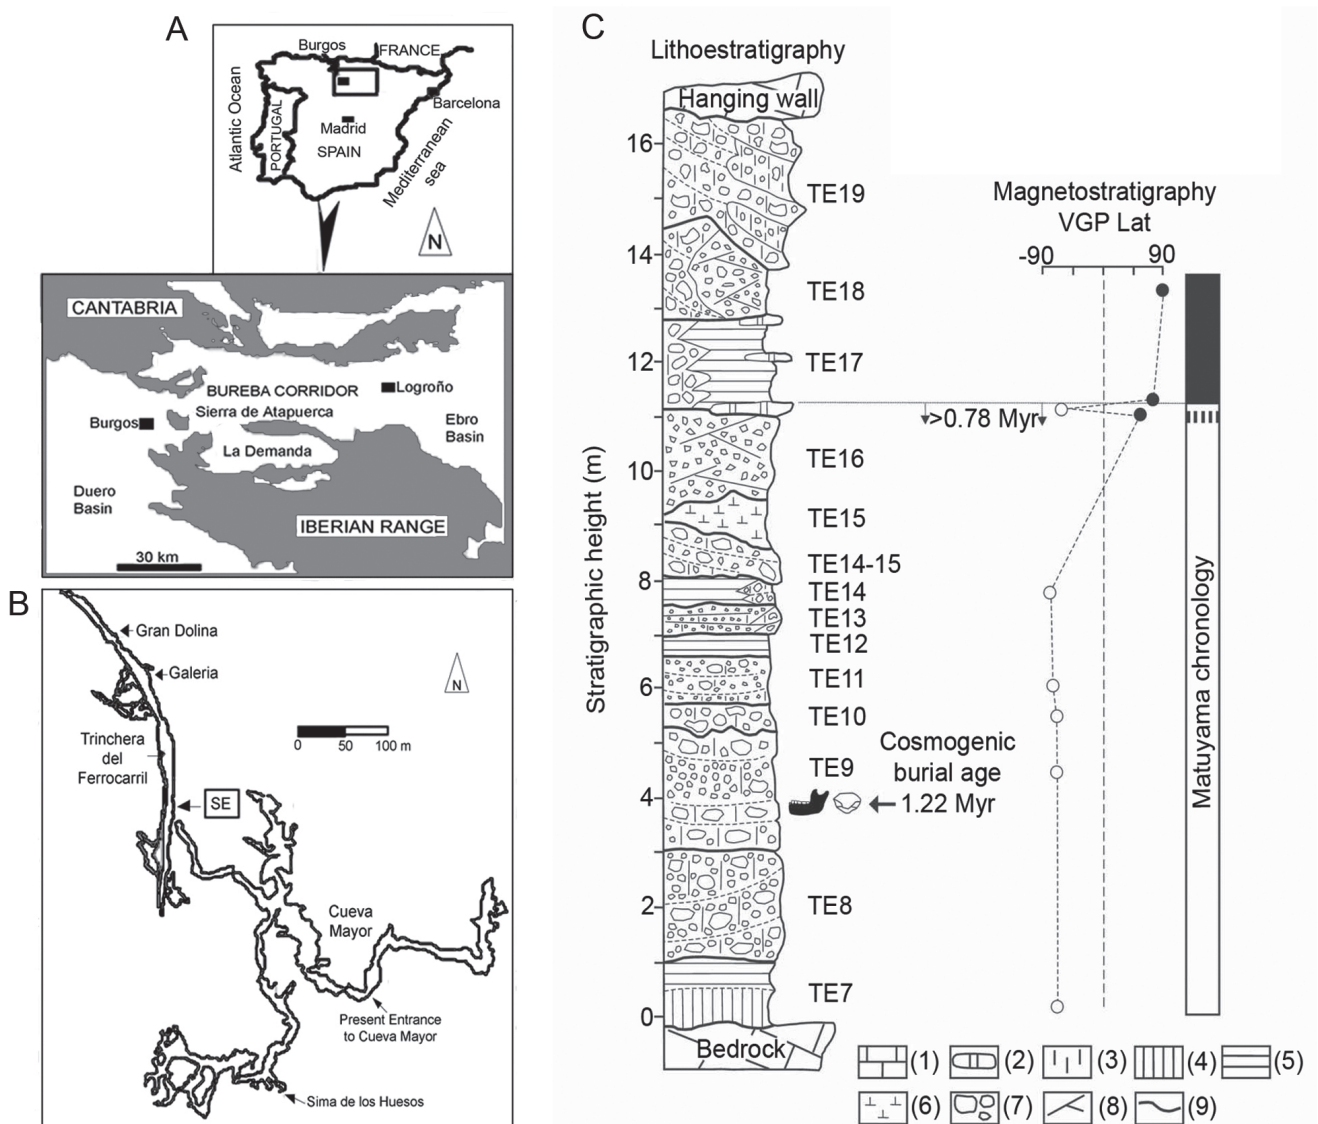 A
Burgos
FRANCE
Atlantic Ocean
PORTUGAL
Barcelona
Madrid
SPAIN
Mediterranean
sea
N
CANTABRIA
BUREBA CORRIDOR
Logroño
Burgos
Sierra de Atapuerca
Ebro
Basin
La Demanda
Duero
Basin
IBERIAN RANGE
30 km
B
Gran Dolina
Galeria
N
Trinchera
del
Ferrocarril
0 50 100 m
SE
Cueva
Mayor
Present Entrance
to Cueva Mayor
Sima de los Huesos
C
Lithoestratigraphy
Hanging wall
16
TE19
14
TE18
12
TE17
TE16
10
TE15
TE14-15
8
TE14
TE13
TE12
TE11
6
TE10
TE9
4
TE8
2
TE7
0
Bedrock
Stratigraphic height (m)
Magnetostratigraphy
VGP Lat
-90 90
>0.78 Myr
Cosmogenic
burial age
1.22 Myr
Matuyama chronology
(1) (2) (3) (4) (5)
(6) (7) (8) (9)